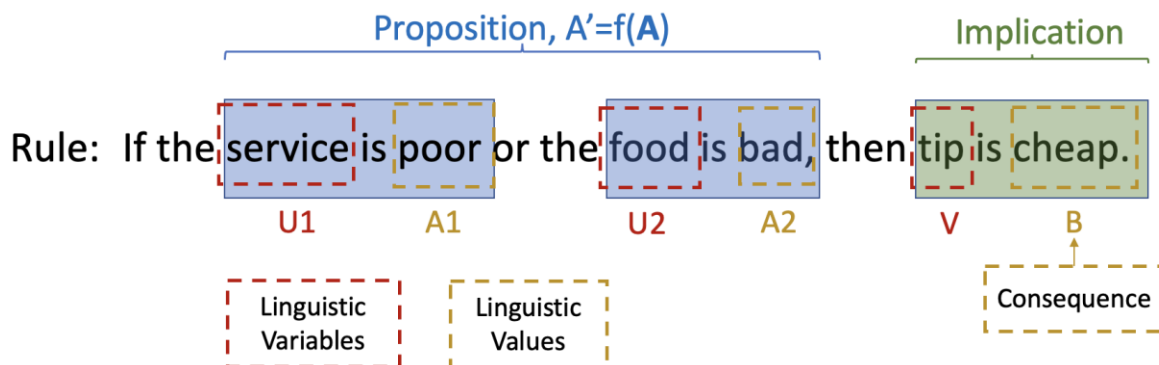 Proposition, A’=f(A)
Implication
Rule: If the service is poor or the food is bad, then tip is cheap.
U1 A1 U2 A2 V B
Linguistic
Variables
Linguistic
Values
Consequence